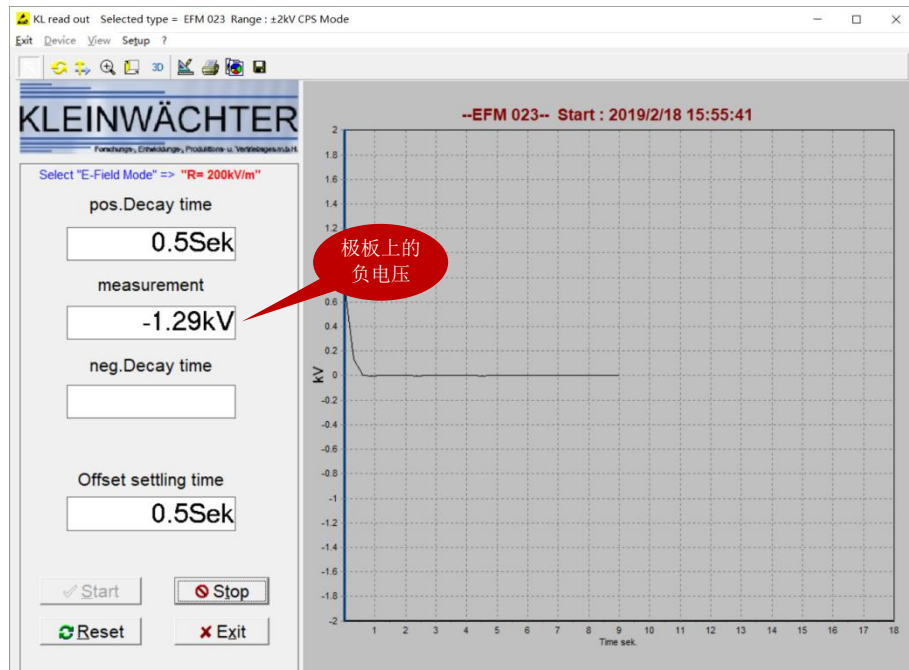 KL read out Selected type = EFM 023 Range : ±2kV CPS Mode
Exit Device View Setup ?
3D
KLEINWÄCHTER
Forschungs-, Entwicklungs-, Produktions- u. Vertriebsges.m.b.H.
Select "E-Field Mode" => "R= 200kV/m"
pos.Decay time
0.5Sek
measurement
-1.29kV
neg.Decay time
Offset settling time
0.5Sek
Start
Stop
Reset
Exit
--EFM 023-- Start : 2019/2/18 15:55:41
极板上的
负电压
kV
2
1.8
1.6
1.4
1.2
0.6
0.4
0.2
0
-0.2
-0.4
-0.6
-0.8
-1
-1.2
-1.4
-1.6
-1.8
-2
1 2 3 4 5 6 7 8 9 10 11 12 13 14 15 16 17 18
Time sek.